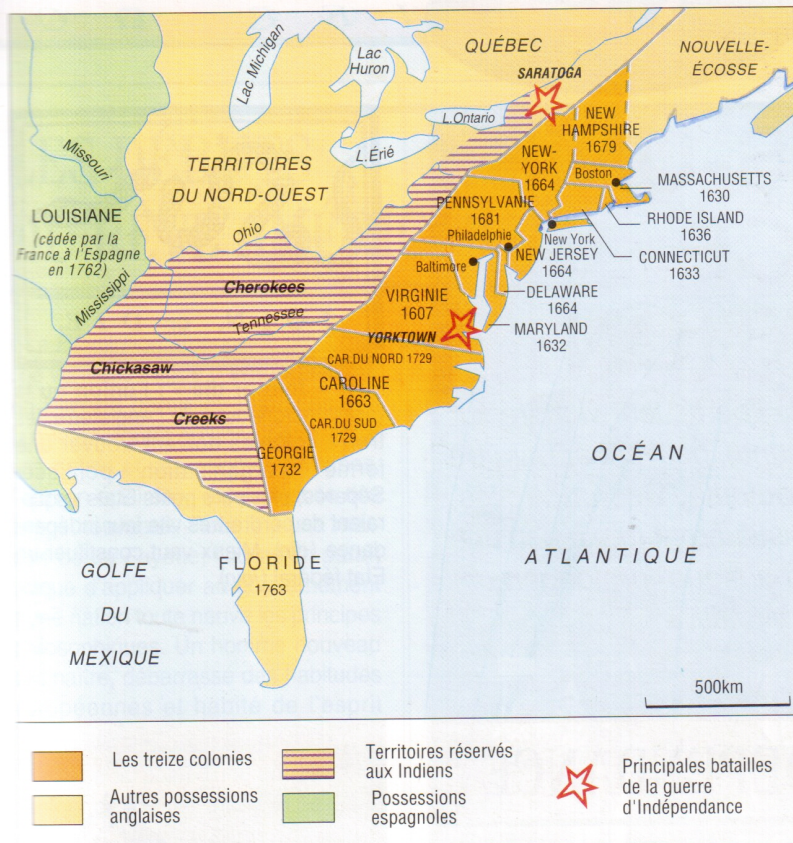 Lac Michigan
Lac
Huron
QUÉBEC
NOUVELLE-
ÉCOSSE
SARATOGA
L.Ontario
L.Érié
NEW
HAMPSHIRE
1679
NEW-
YORK
1664
Boston
MASSACHUSETTS
1630
RHODE ISLAND
1636
CONNECTICUT
1633
Missouri
TERRITOIRES
DU NORD-OUEST
LOUISIANE
(cédée par la
France à l'Espagne
en 1762)
Mississippi
Ohio
PENNSYLVANIE
1681
Philadelphie
New York
NEW JERSEY
1664
Baltimore
DELAWARE
1664
MARYLAND
1632
Cherokees
Tennessee
VIRGINIE
1607
YORKTOWN
Chickasaw
Creeks
CAR.DU NORD 1729
CAROLINE
1663
CAR.DU SUD
1729
GÉORGIE
1732
OCÉAN
ATLANTIQUE
GOLFE
DU
MEXIQUE
FLORIDE
1763
500km
Les treize colonies
Autres possessions
anglaises
Territoires réservés
aux Indiens
Possessions
espagnoles
Principales batailles
de la guerre
d'Indépendance